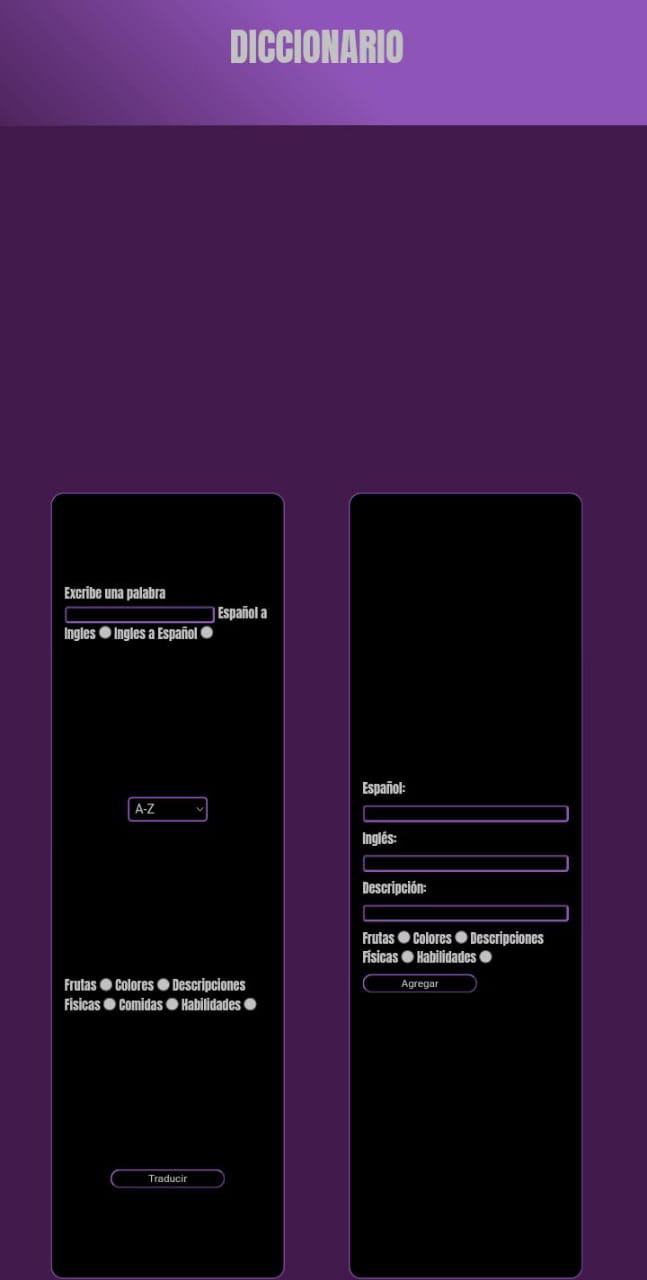 DICCIONARIO
Excribe una palabra
Español a
Ingles Ingles a Español
A-Z
Frutas Colores Descripciones
Fisicas Comidas Habilidades
Traducir
Español:
Inglés:
Descripción:
Frutas Colores Descripciones
Físicas Habilidades
Agregar